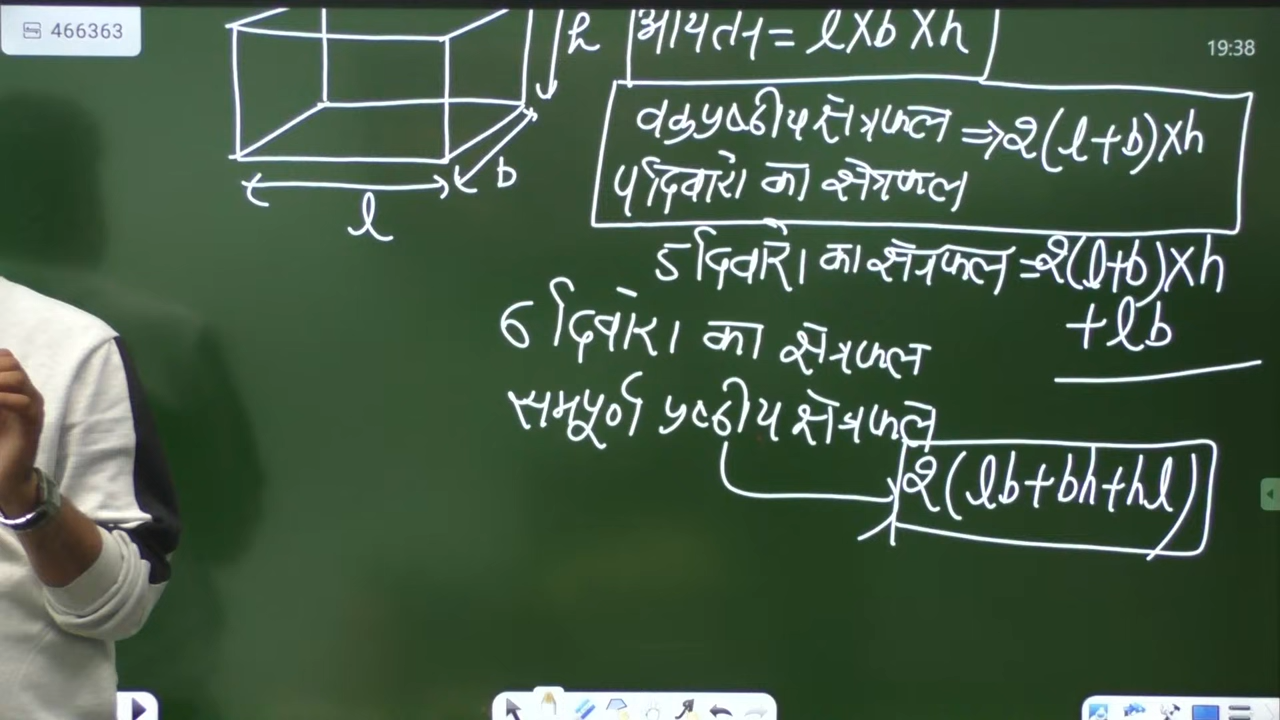 466363
19:38
h
आयतन = l×b×h
b
l
वक्रपृष्ठीय क्षेत्रफल ⇒ 2(l+b)×h
4 दिवारो का क्षेत्रफल
5 दिवारो का क्षेत्रफल = 2(l+b)×h
+lb
6 दिवारो का क्षेत्रफल
सम्पूर्ण पृष्ठीय क्षेत्रफल
2(lb+bh+hl)